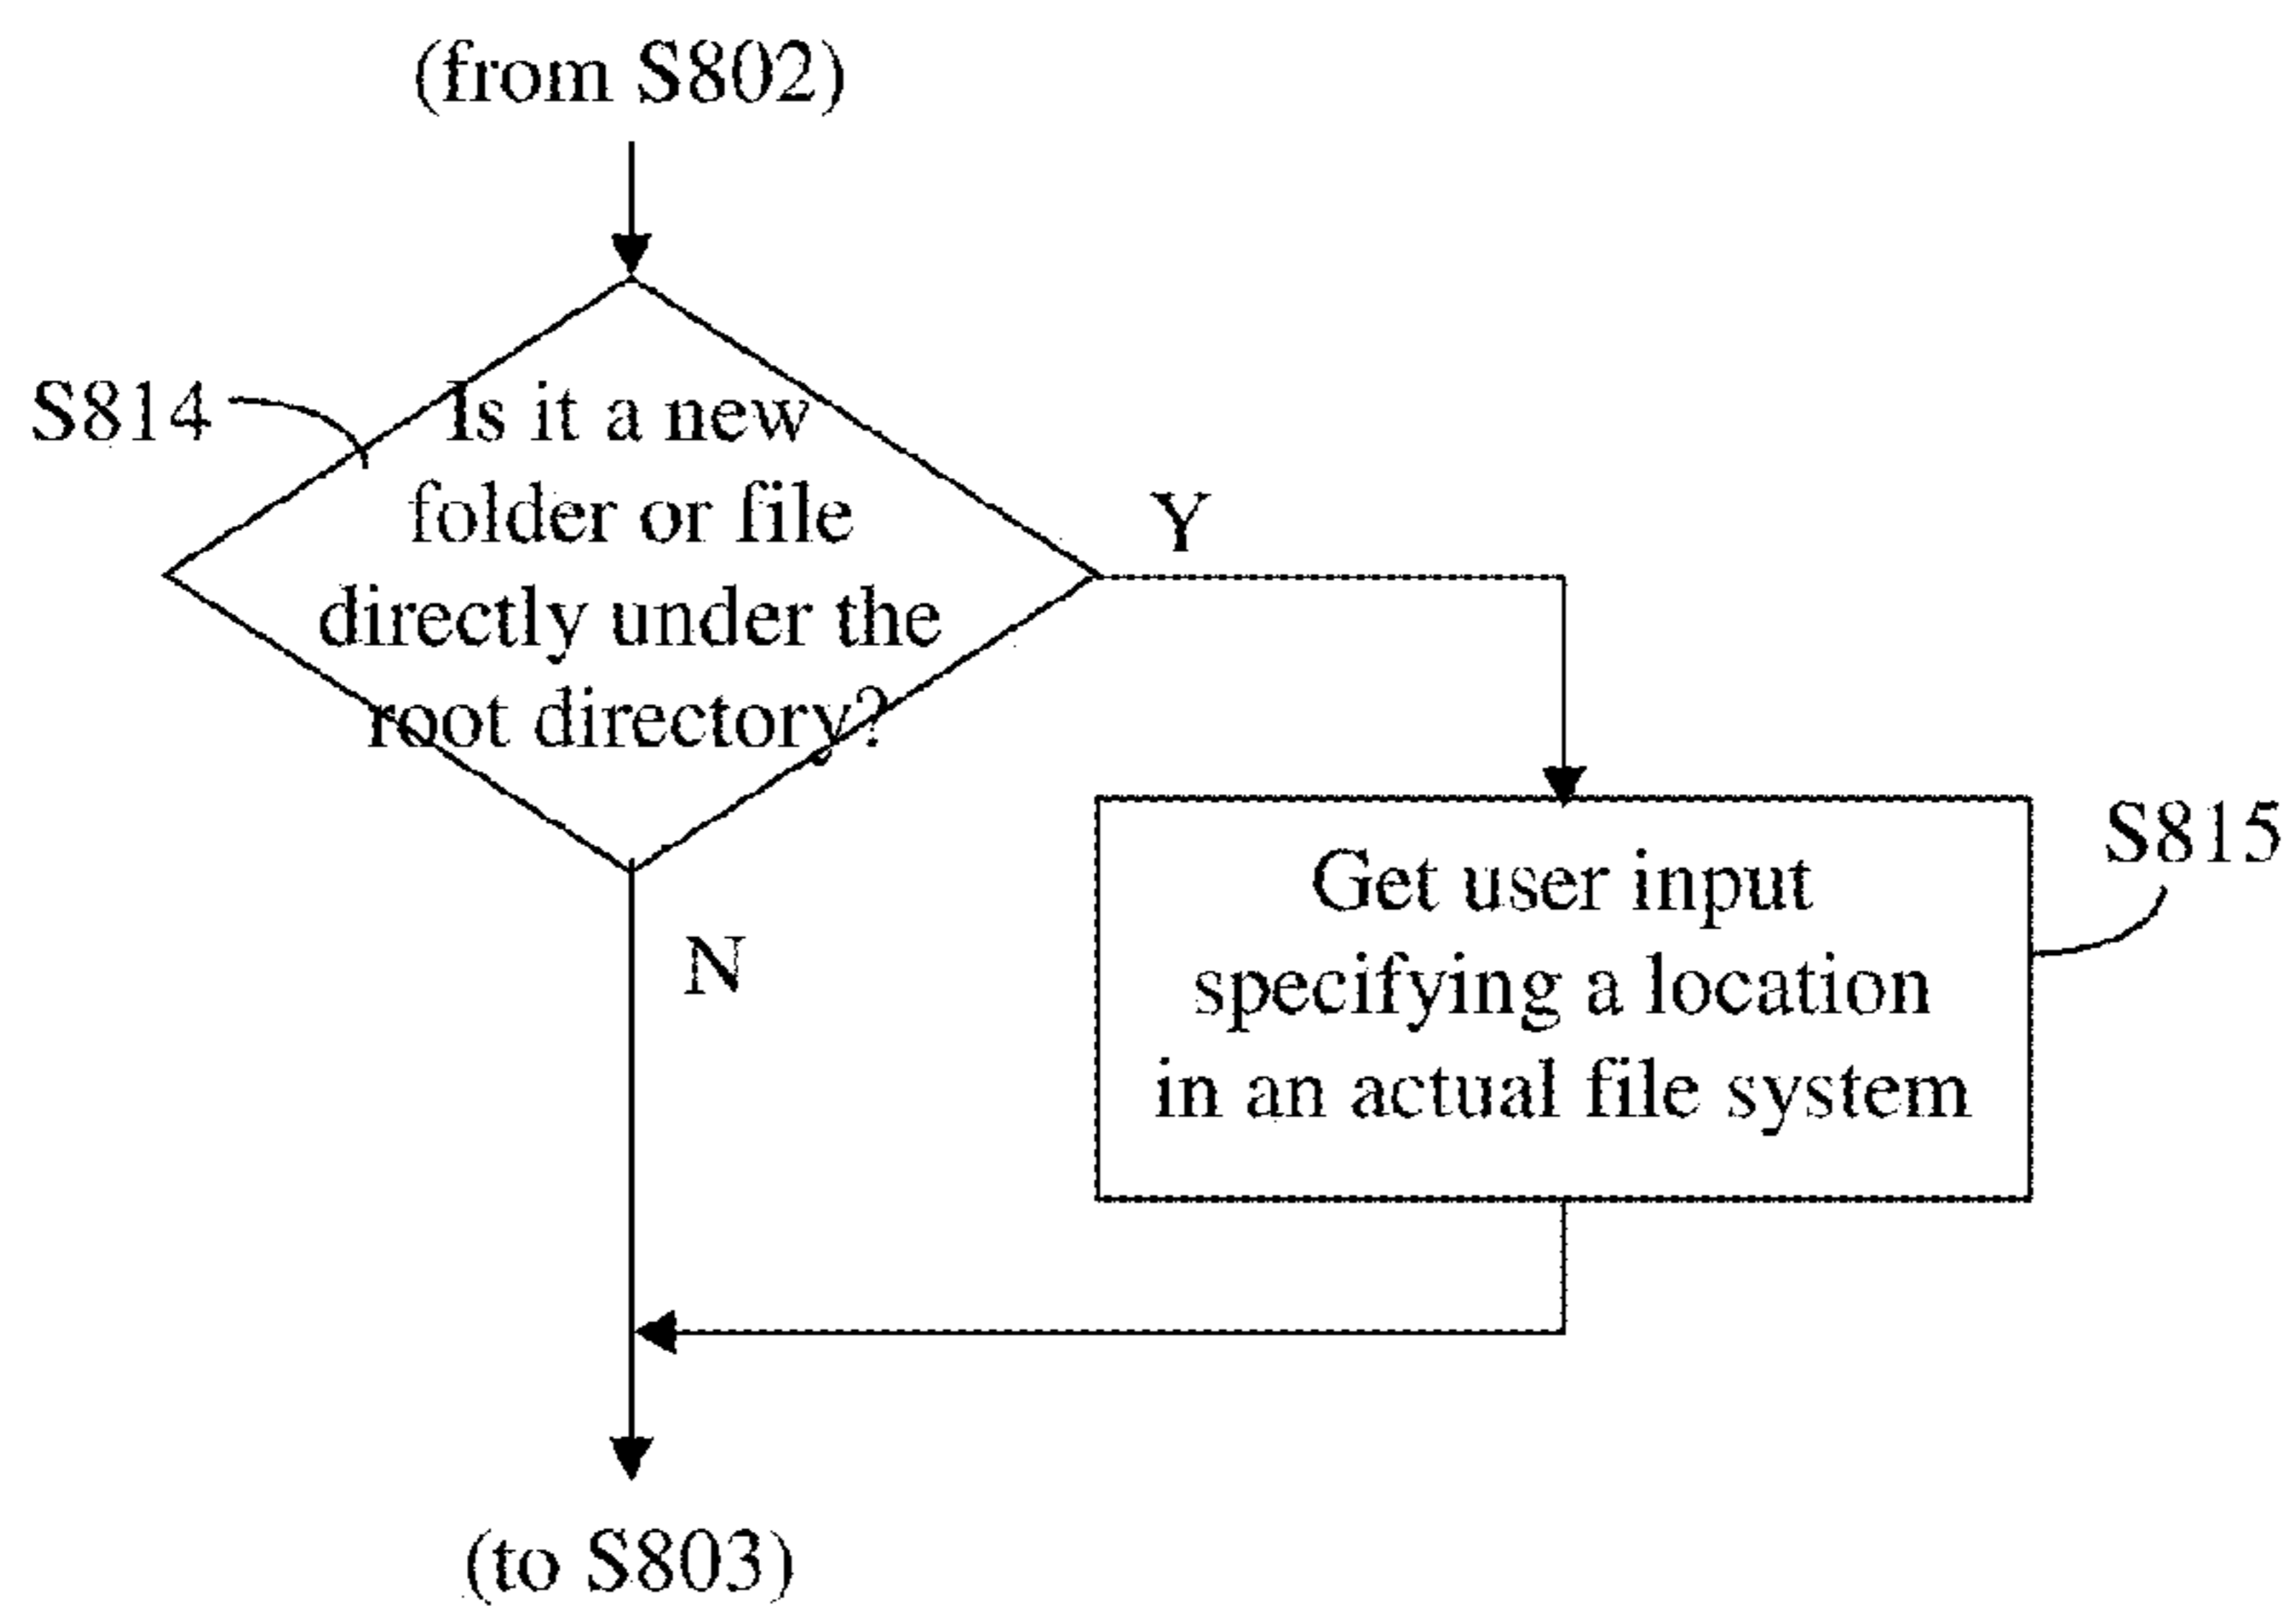 (from S802)
S814
Is it a new
folder or file
directly under the
root directory?
Y
N
S815
Get user input
specifying a location
in an actual file system
(to S803)